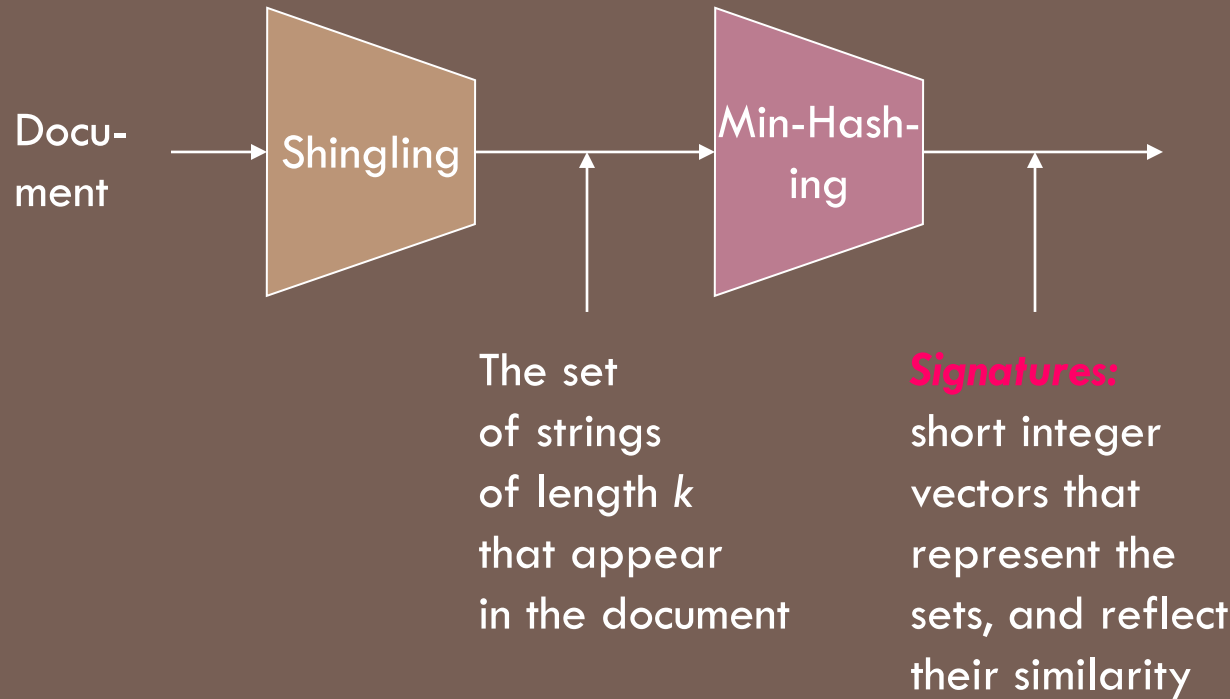 Docu-
ment
Shingling
Min-Hash-
ing
The set
of strings
of length k
that appear
in the document
Signatures:
short integer
vectors that
represent the
sets, and reflect
their similarity